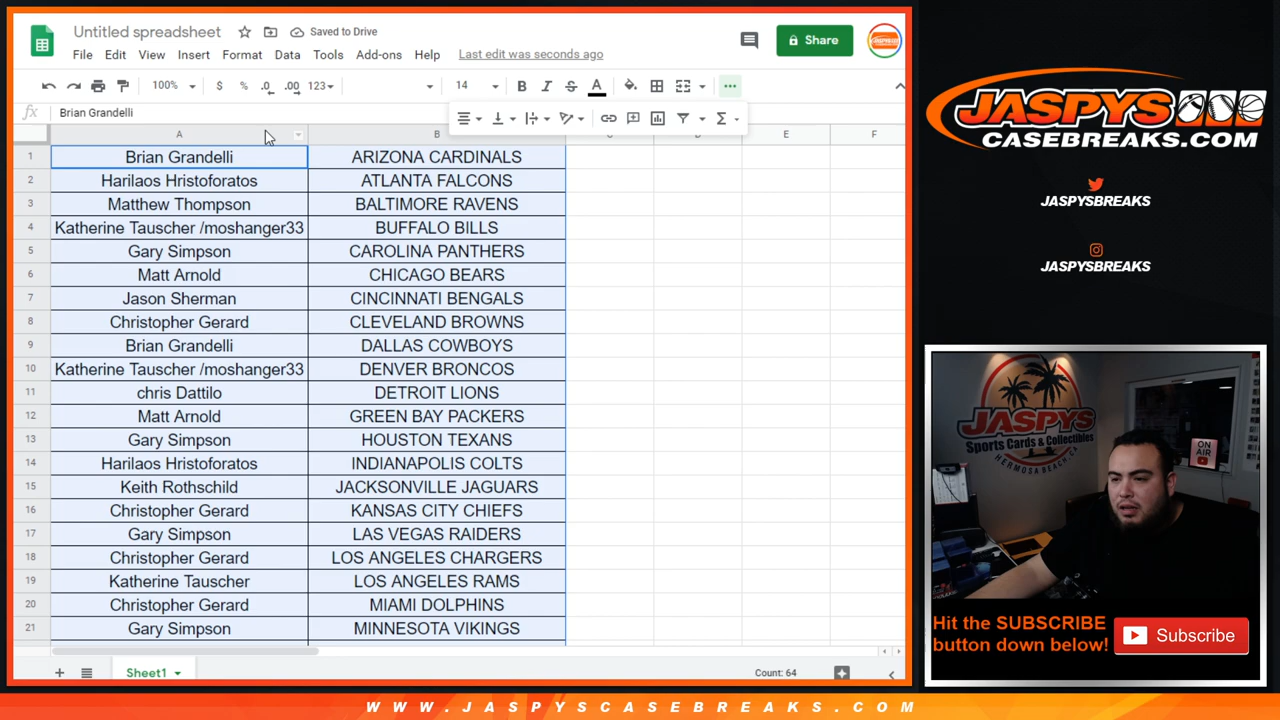 Untitled spreadsheet
Saved to Drive
File Edit View Insert Format Data Tools Add-ons Help Last edit was seconds ago
Share
100% $ % .0 .00 123 14 B I S A
fx Brian Grandelli
A B E F
1 Brian Grandelli ARIZONA CARDINALS
2 Harilaos Hristoforatos ATLANTA FALCONS
3 Matthew Thompson BALTIMORE RAVENS
4 Katherine Tauscher /moshanger33 BUFFALO BILLS
5 Gary Simpson CAROLINA PANTHERS
6 Matt Arnold CHICAGO BEARS
7 Jason Sherman CINCINNATI BENGALS
8 Christopher Gerard CLEVELAND BROWNS
9 Brian Grandelli DALLAS COWBOYS
10 Katherine Tauscher /moshanger33 DENVER BRONCOS
11 chris Dattilo DETROIT LIONS
12 Matt Arnold GREEN BAY PACKERS
13 Gary Simpson HOUSTON TEXANS
14 Harilaos Hristoforatos INDIANAPOLIS COLTS
15 Keith Rothschild JACKSONVILLE JAGUARS
16 Christopher Gerard KANSAS CITY CHIEFS
17 Gary Simpson LAS VEGAS RAIDERS
18 Christopher Gerard LOS ANGELES CHARGERS
19 Katherine Tauscher LOS ANGELES RAMS
20 Christopher Gerard MIAMI DOLPHINS
21 Gary Simpson MINNESOTA VIKINGS
Sheet1
Count: 64
JASPYS
CASEBREAKS.COM
JASPYSBREAKS
JASPYSBREAKS
JASPYS
Sports Cards & Collectibles
HERMOSA BEACH, CA
ON AIR
Hit the SUBSCRIBE
button down below!
Subscribe
WWW.JASPYSCASEBREAKS.COM